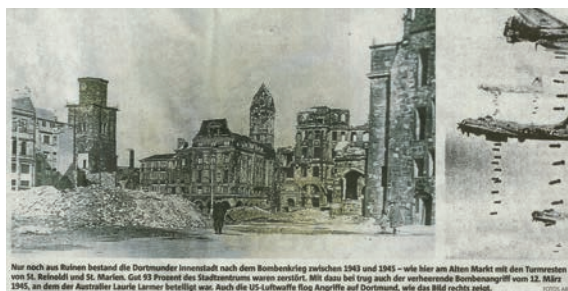 Nur noch aus Ruinen bestand die Dortmunder Innenstadt nach dem Bombenkrieg zwischen 1943 und 1945 – wie hier am Alten Markt mit den Turmresten
von St. Reinoldi und St. Marien. Gut 93 Prozent des Stadtzentrums waren zerstört. Mit dazu bei trug auch der verheerende Bombenangriff vom 12. März
1945, an dem der Australier Laurie Larmer beteiligt war. Auch die US-Luftwaffe flog Angriffe auf Dortmund, wie das Bild rechts zeigt.